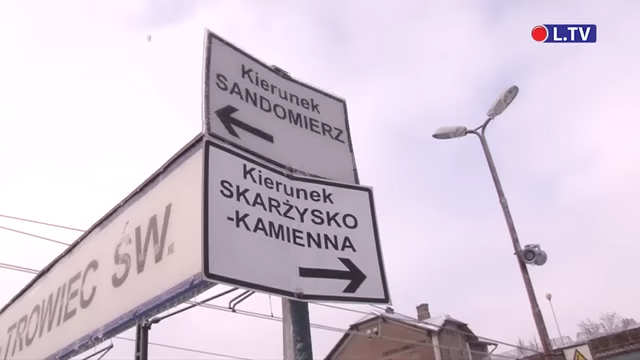 L.TV
Kierunek
SANDOMIERZ
Kierunek
SKARŻYSKO
-KAMIENNA
TROWIEC ŚW.